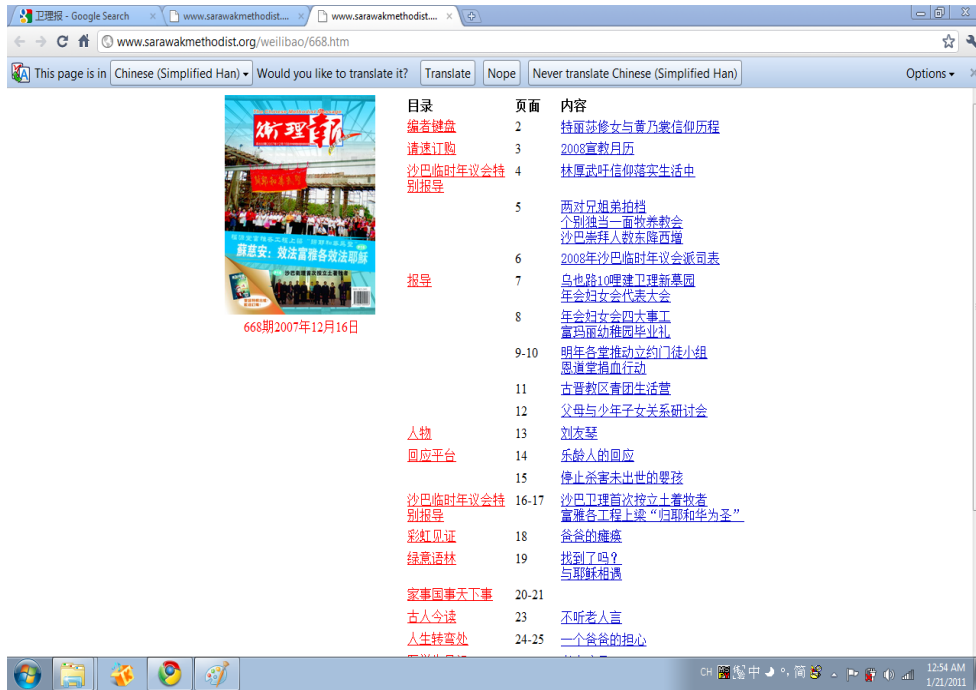 卫理报 - Google Search
www.sarawakmethodist....
www.sarawakmethodist....
www.sarawakmethodist.org/weilibao/668.htm
This page is in Chinese (Simplified Han) Would you like to translate it? Translate Nope Never translate Chinese (Simplified Han) Options
目录 页面 内容
编者键盘 2 特丽莎修女与黄乃裳信仰历程
请速订购 3 2008宣教月历
沙巴临时年议会特 4 林厚武吁信仰落实生活中
别报导
5 两对兄姐弟拍档
个别独当一面牧养教会
沙巴崇拜人数东降西增
6 2008年沙巴临时年议会派司表
报导 7 乌也路10哩建卫理新墓园
年会妇女会代表大会
8 年会妇女会四大事工
富玛丽幼稚园毕业礼
9-10 明年各堂推动立约门徒小组
恩道堂捐血行动
11 古晋教区青团生活营
12 父母与少年子女关系研讨会
人物 13 刘友琴
回应平台 14 乐龄人的回应
15 停止杀害未出世的婴孩
沙巴临时年议会特 16-17 沙巴卫理首次按立土着牧者
别报导 富雅各工程上梁“归耶和华为圣”
彩虹见证 18 爸爸的瘫痪
绿意语林 19 找到了吗？
与耶稣相遇
家事国事天下事 20-21
古人今读 23 不听老人言
人生转弯处 24-25 一个爸爸的担心
衛理報
蘇慈安：效法富雅各效法耶穌
沙巴卫理首次按立土着牧者
668期2007年12月16日
CH 中 简
12:54 AM
1/21/2011